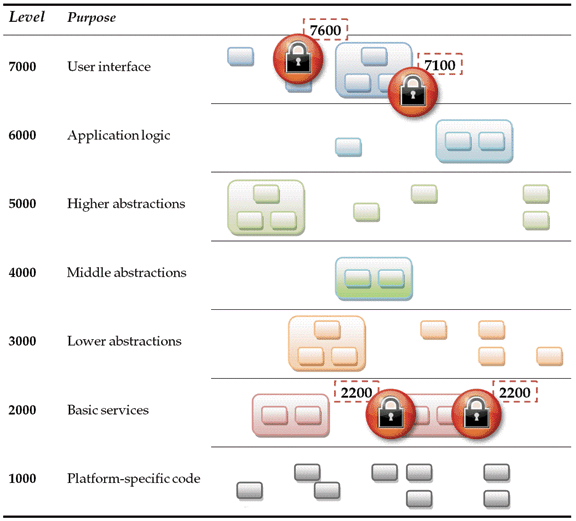 Level Purpose
7600
7000 User interface
7100
6000 Application logic
5000 Higher abstractions
4000 Middle abstractions
3000 Lower abstractions
2200 2200
2000 Basic services
1000 Platform-specific code